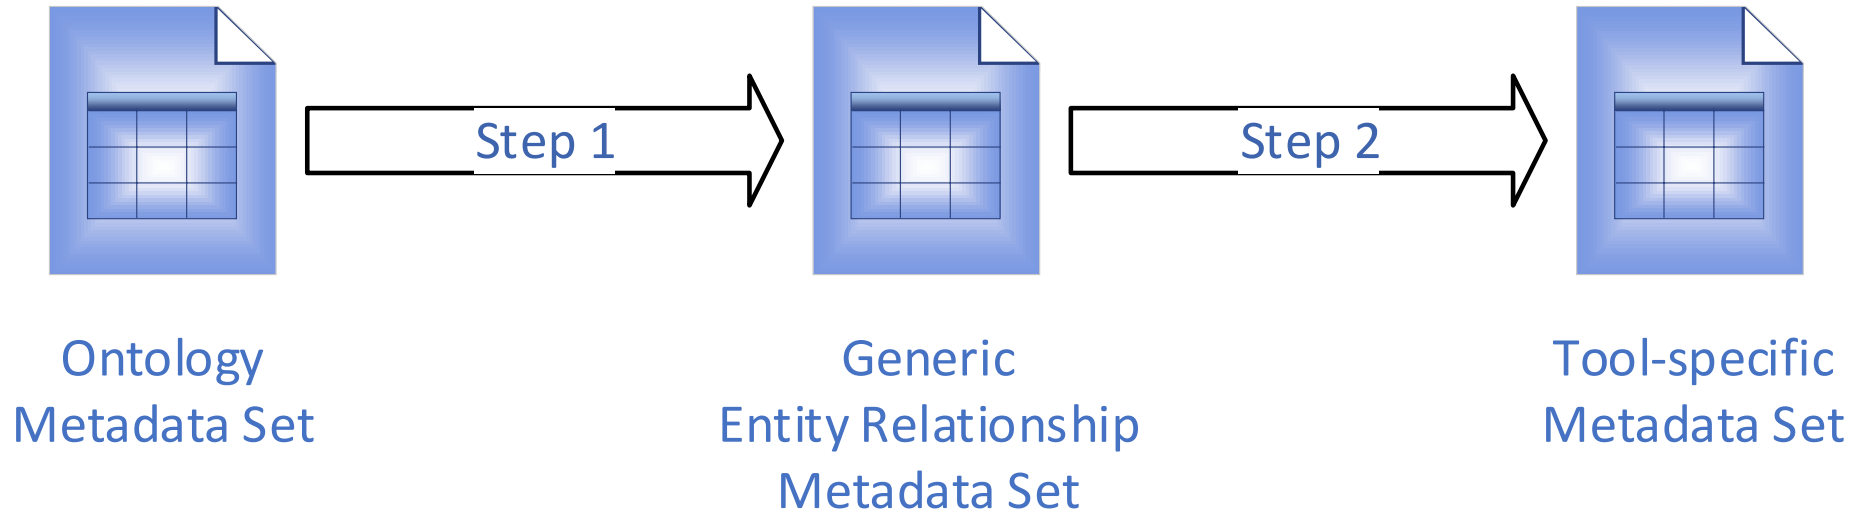 Step 1
Step 2
Ontology
Metadata Set
Generic
Entity Relationship
Metadata Set
Tool-specific
Metadata Set